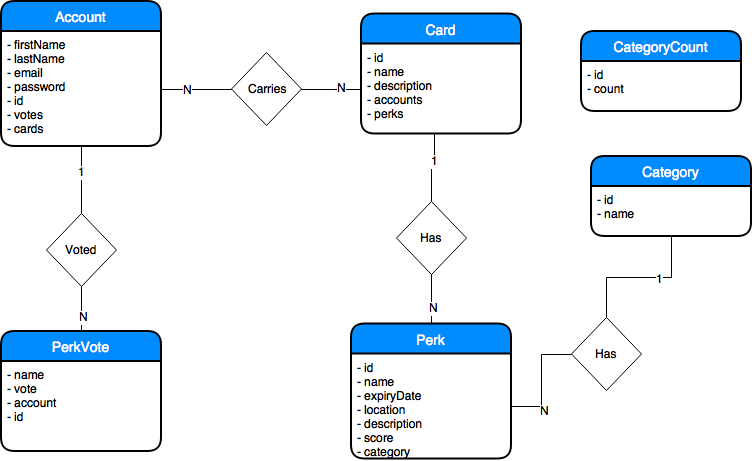 Account
- firstName
- lastName
- email
- password
- id
- votes
- cards
N
Carries
N
Card
- id
- name
- description
- accounts
- perks
CategoryCount
- id
- count
1
Voted
N
1
Has
N
Category
- id
- name
1
Has
N
PerkVote
- name
- vote
- account
- id
Perk
- id
- name
- expiryDate
- location
- description
- score
- category